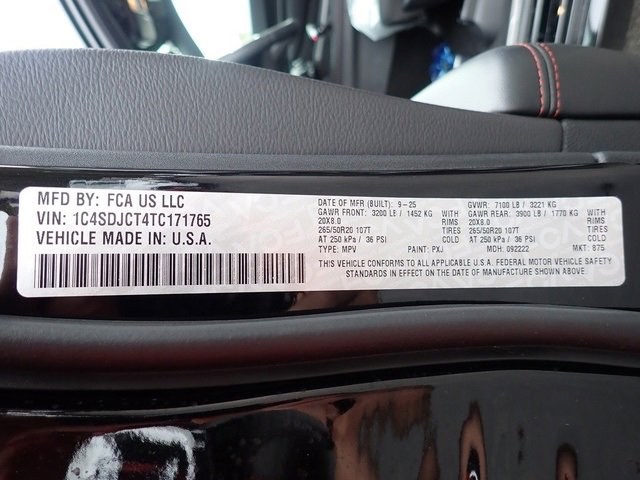 MFD BY: FCA US LLC
VIN: 1C4SDJCT4TC171765
VEHICLE MADE IN: U.S.A.
DATE OF MFR (BUILT): 9-25 GVWR: 7100 LB / 3221 KG
GAWR FRONT: 3200 LB / 1452 KG WITH GAWR REAR: 3900 LB / 1770 KG WITH
20X8.0 RIMS 20X8.0 RIMS
265/50R20 107T TIRES 265/50R20 107T TIRES
AT 250 kPa / 36 PSI COLD AT 250 kPa / 36 PSI COLD
TYPE: MPV PAINT: PXJ MDH: 092222 MKT: B75
THIS VEHICLE CONFORMS TO ALL APPLICABLE U.S.A. FEDERAL MOTOR VEHICLE SAFETY
STANDARDS IN EFFECT ON THE DATE OF MANUFACTURE SHOWN ABOVE.